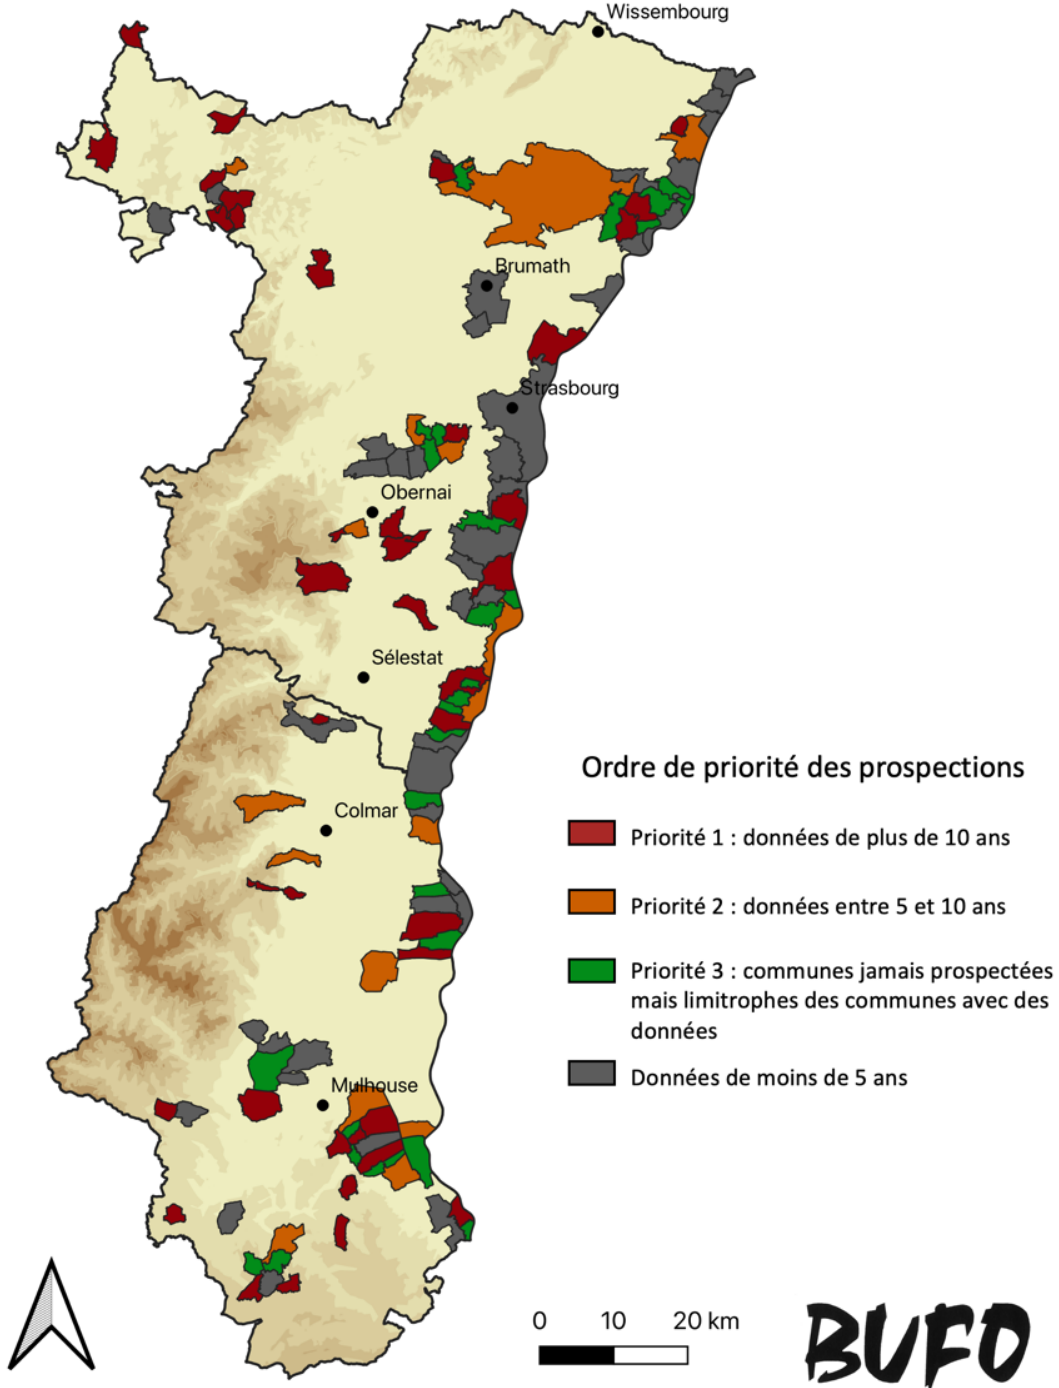 Wissembourg
Brumath
Strasbourg
Obernai
Sélestat
Colmar
Mulhouse
Ordre de priorité des prospections
Priorité 1 : données de plus de 10 ans
Priorité 2 : données entre 5 et 10 ans
Priorité 3 : communes jamais prospectées
mais limitrophes des communes avec des
données
Données de moins de 5 ans
0 10 20 km
BUFO